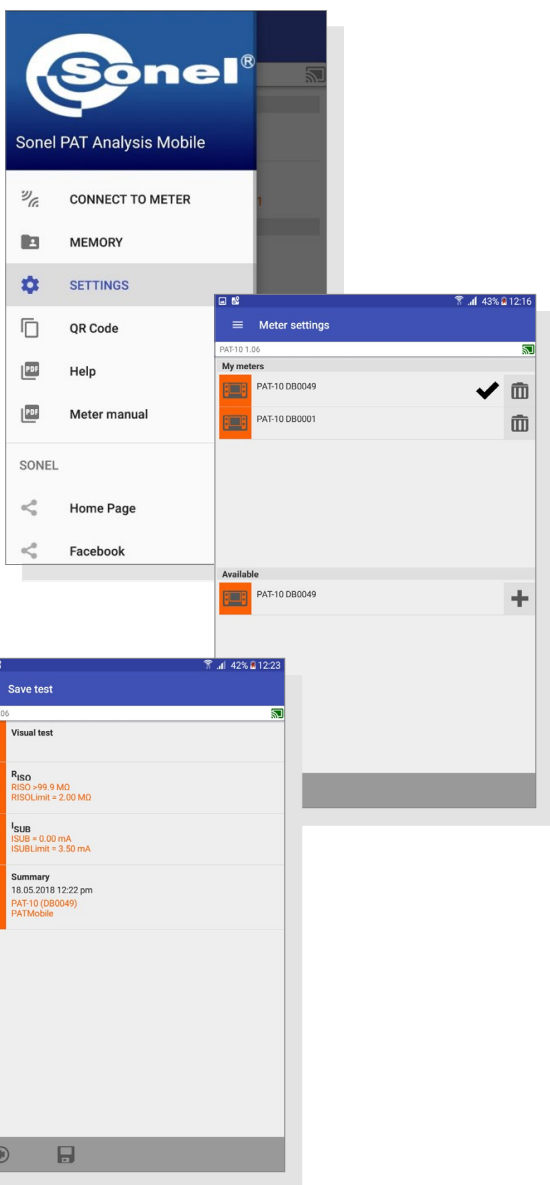 Sonel®
Sonel PAT Analysis Mobile
CONNECT TO METER
MEMORY
SETTINGS
QR Code
PDF Help
PDF Meter manual
SONEL
Home Page
Facebook
1
43% 12:16
Meter settings
PAT-10 1.06
My meters
PAT-10 DB0049
PAT-10 DB0001
Available
PAT-10 DB0049
42% 12:23
Save test
06
Visual test
RISO
RISO >99.9 MΩ
RISOLimit = 2.00 MΩ
ISUB
ISUB = 0.00 mA
ISUBLimit = 3.50 mA
Summary
18.05.2018 12:22 pm
PAT-10 (DB0049)
PATMobile